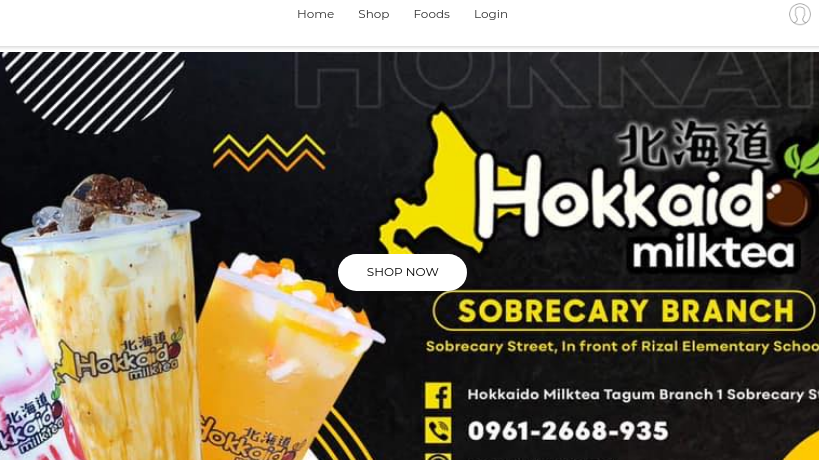 Home Shop Foods Login
HOKKAI
北海道
Hokkaido
milktea
SHOP NOW
SOBRECARY BRANCH
Sobrecary Street, In front of Rizal Elementary Schoo
Hokkaido Milktea Tagum Branch 1 Sobrecary S
0961-2668-935
北海道
Hokkaido
milktea
北海道
kkaido
milktea
北海道
Hokkaido
milktea